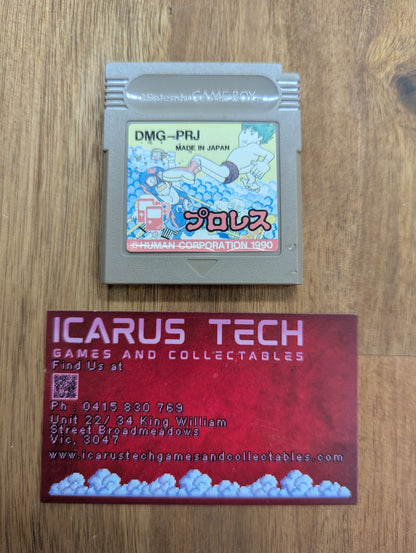 Nintendo GAME BOY
DMG-PRJ
MADE IN JAPAN
プロレス
©HUMAN CORPORATION 1990
ICARUS TECH
GAMES AND COLLECTABLES
Find Us at
Ph : 0415 830 769
Unit 22/ 34 King William
Street Broadmeadows
Vic, 3047
www.icarustechgamesandcollectables.com